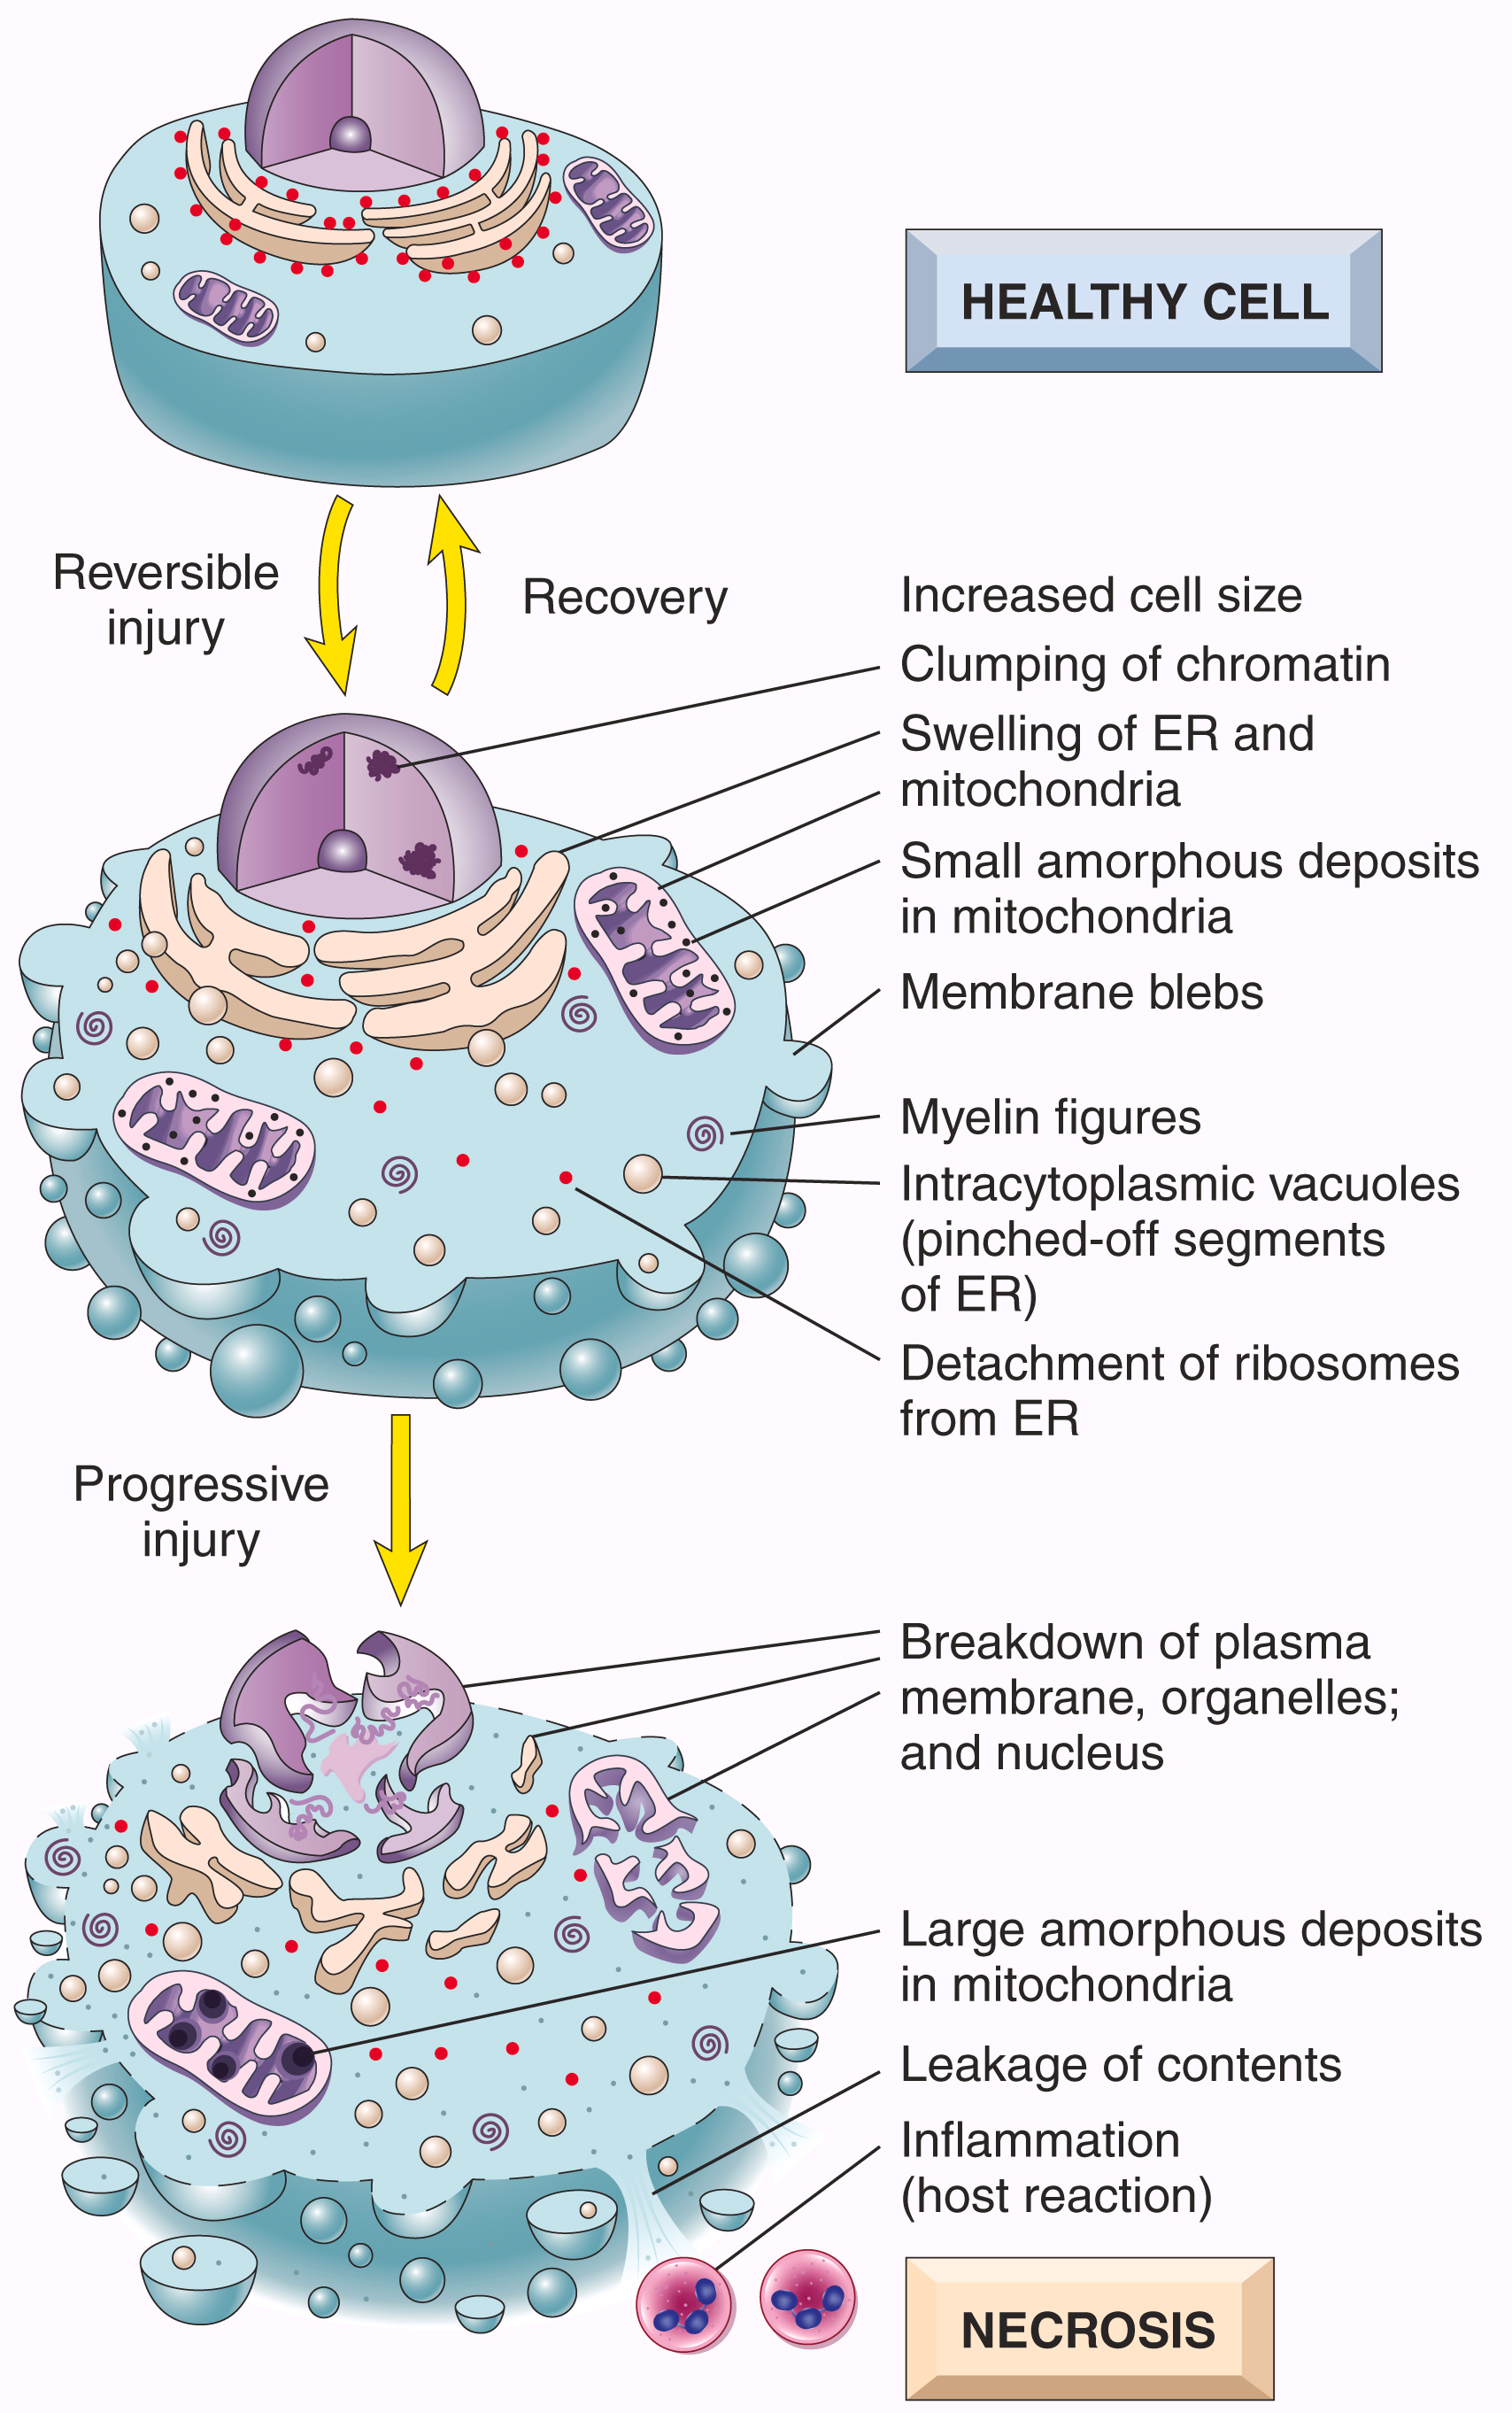 HEALTHY CELL
Reversible
injury
Recovery
Increased cell size
Clumping of chromatin
Swelling of ER and
mitochondria
Small amorphous deposits
in mitochondria
Membrane blebs
Myelin figures
Intracytoplasmic vacuoles
(pinched-off segments
of ER)
Detachment of ribosomes
from ER
Progressive
injury
Breakdown of plasma
membrane, organelles;
and nucleus
Large amorphous deposits
in mitochondria
Leakage of contents
Inflammation
(host reaction)
NECROSIS